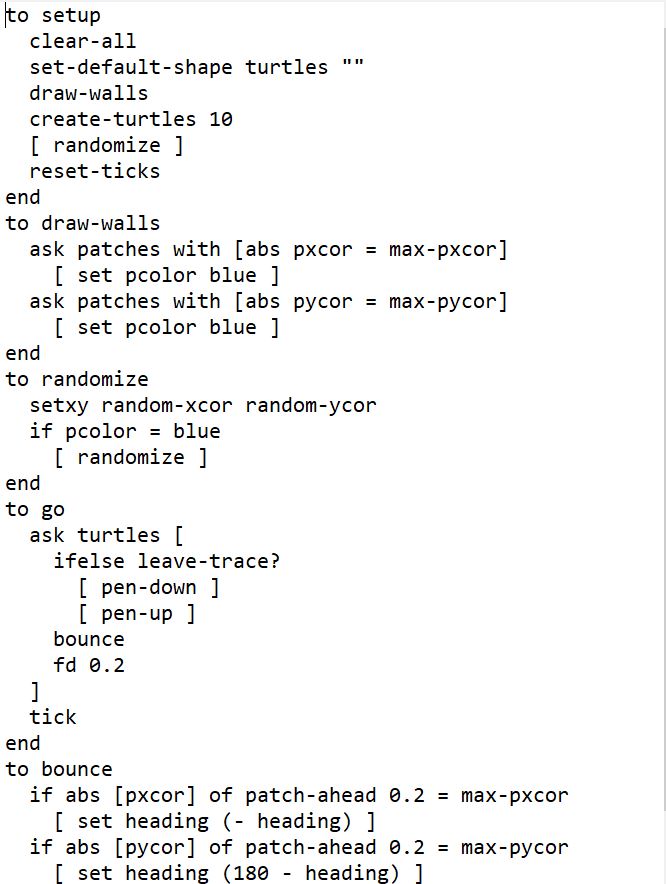 to setup
  clear-all
  set-default-shape turtles ""
  draw-walls
  create-turtles 10
  [ randomize ]
  reset-ticks
end
to draw-walls
  ask patches with [abs pxcor = max-pxcor]
    [ set pcolor blue ]
  ask patches with [abs pycor = max-pycor]
    [ set pcolor blue ]
end
to randomize
  setxy random-xcor random-ycor
  if pcolor = blue
    [ randomize ]
end
to go
  ask turtles [
    ifelse leave-trace?
      [ pen-down ]
      [ pen-up ]
    bounce
    fd 0.2
  ]
  tick
end
to bounce
  if abs [pxcor] of patch-ahead 0.2 = max-pxcor
    [ set heading (- heading) ]
  if abs [pycor] of patch-ahead 0.2 = max-pycor
    [ set heading (180 - heading) ]